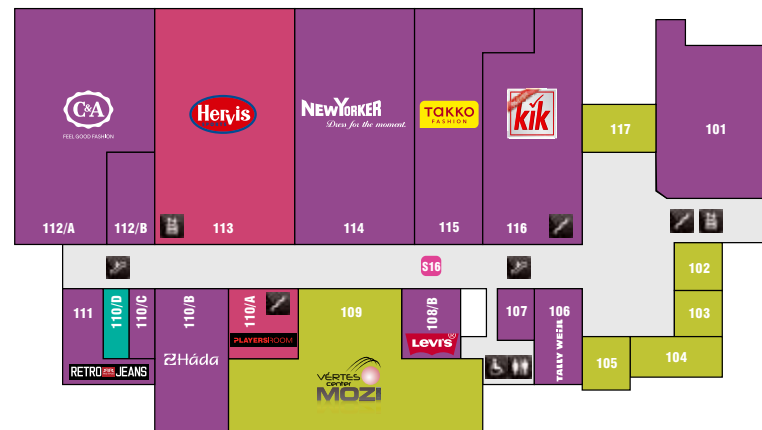 C&A
FEEL GOOD FASHION
Hervis
NEWYORKER
Dress for the moment.
TAKKO
FASHION
kik
117
101
112/A
112/B
113
114
115
116
S16
102
103
104
105
111
110/D
110/C
110/B
110/A
109
108/B
107
106
PLAYERSROOM
LEVI'S
TALLY WEiJL
RETRO JEANS
Háda
VÉRTES
center
MOZI